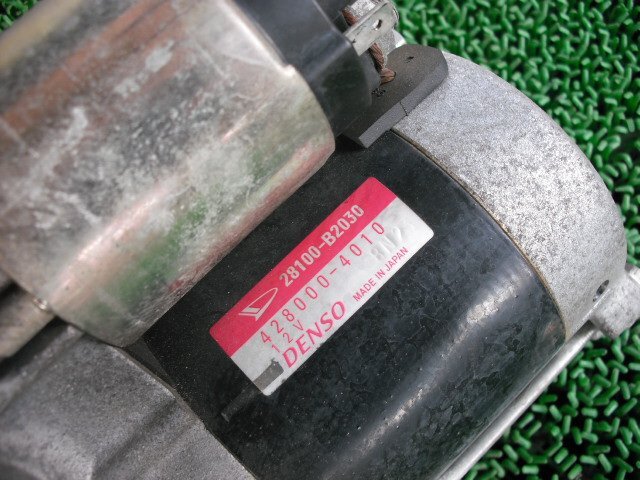 28100-B2030
428000-4010
12V
DENSO MADE IN JAPAN